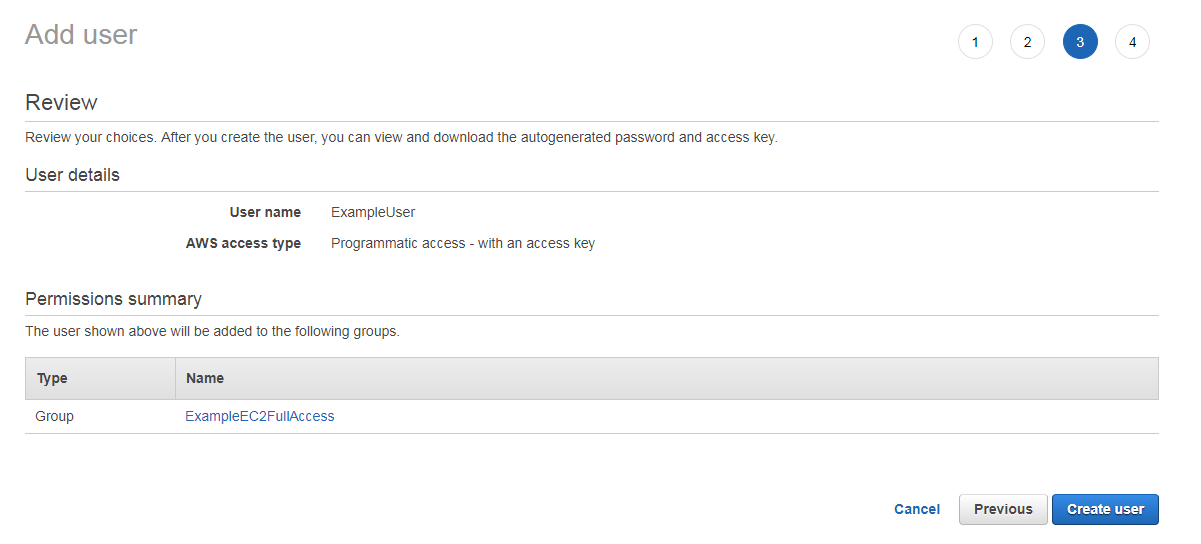 Add user
1 2 3 4
Review
Review your choices. After you create the user, you can view and download the autogenerated password and access key.
User details
User name ExampleUser
AWS access type Programmatic access - with an access key
Permissions summary
The user shown above will be added to the following groups.
Type Name
Group ExampleEC2FullAccess
Cancel Previous Create user